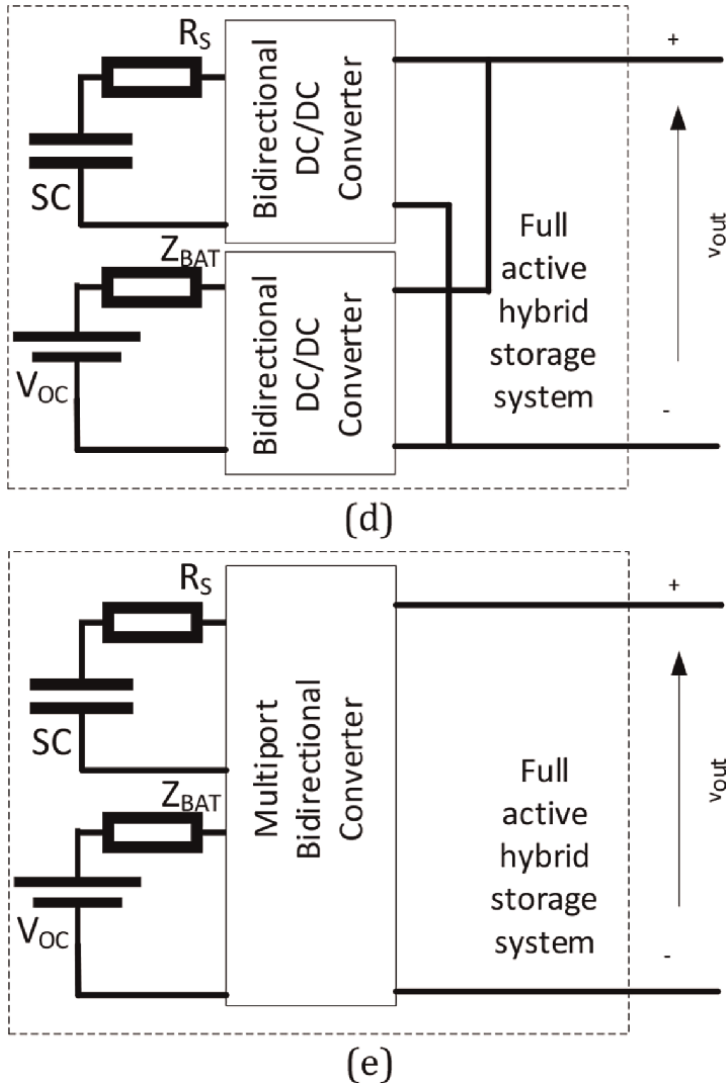 R_S
Bidirectional
DC/DC
Converter
SC
+
v_out
Full
active
hybrid
storage
system
-
Z_BAT
Bidirectional
DC/DC
Converter
V_OC
(d)
R_S
Multiport
Bidirectional
Converter
SC
+
v_out
Full
active
hybrid
storage
system
-
Z_BAT
V_OC
(e)